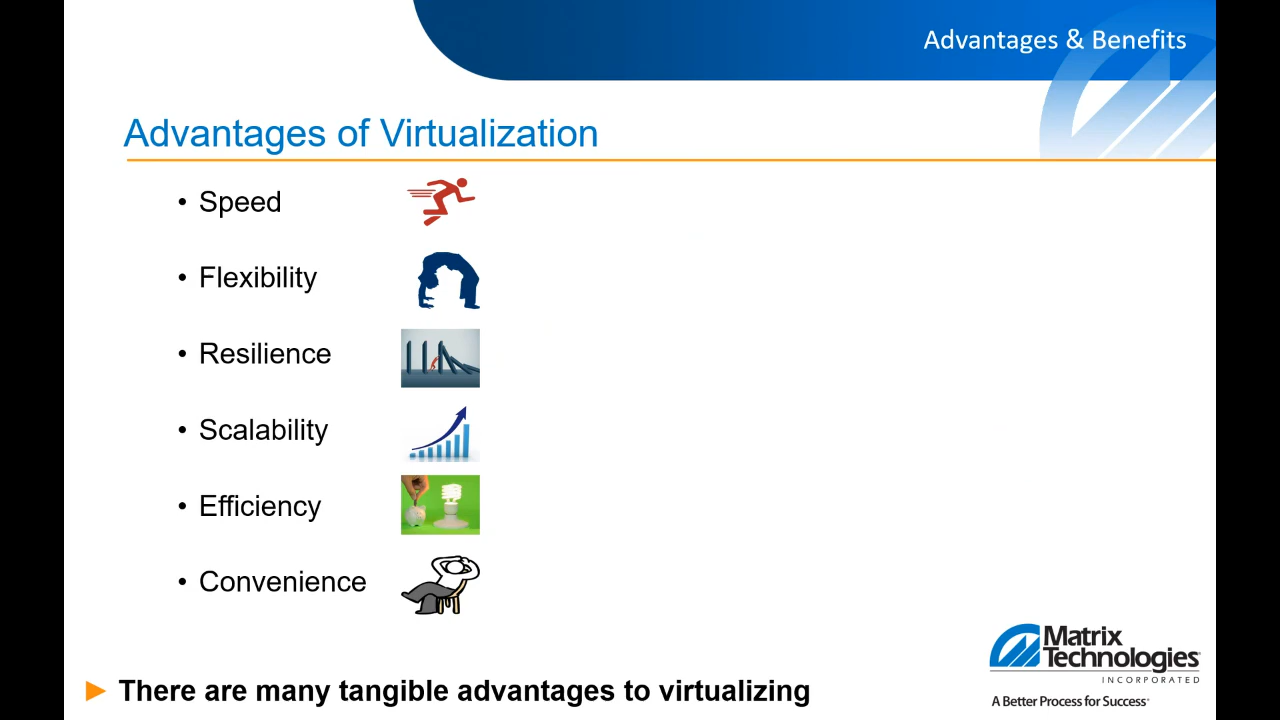 Advantages & Benefits
Advantages of Virtualization
• Speed
• Flexibility
• Resilience
• Scalability
• Efficiency
• Convenience
Matrix
Technologies
INCORPORATED
A Better Process for Success
► There are many tangible advantages to virtualizing